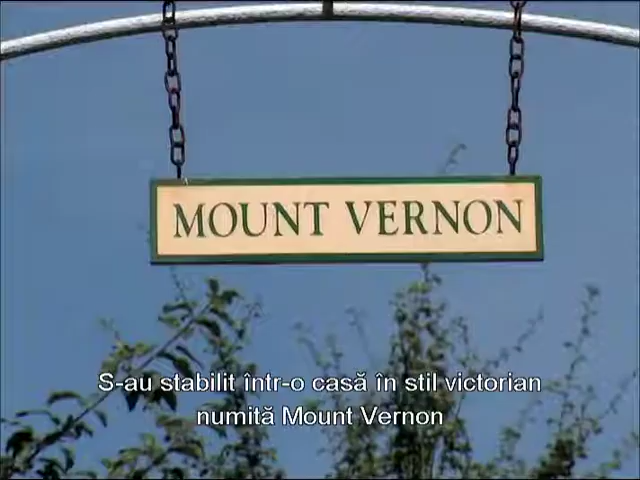 MOUNT VERNON
S-au stabilit într-o casă în stil victorian
numită Mount Vernon